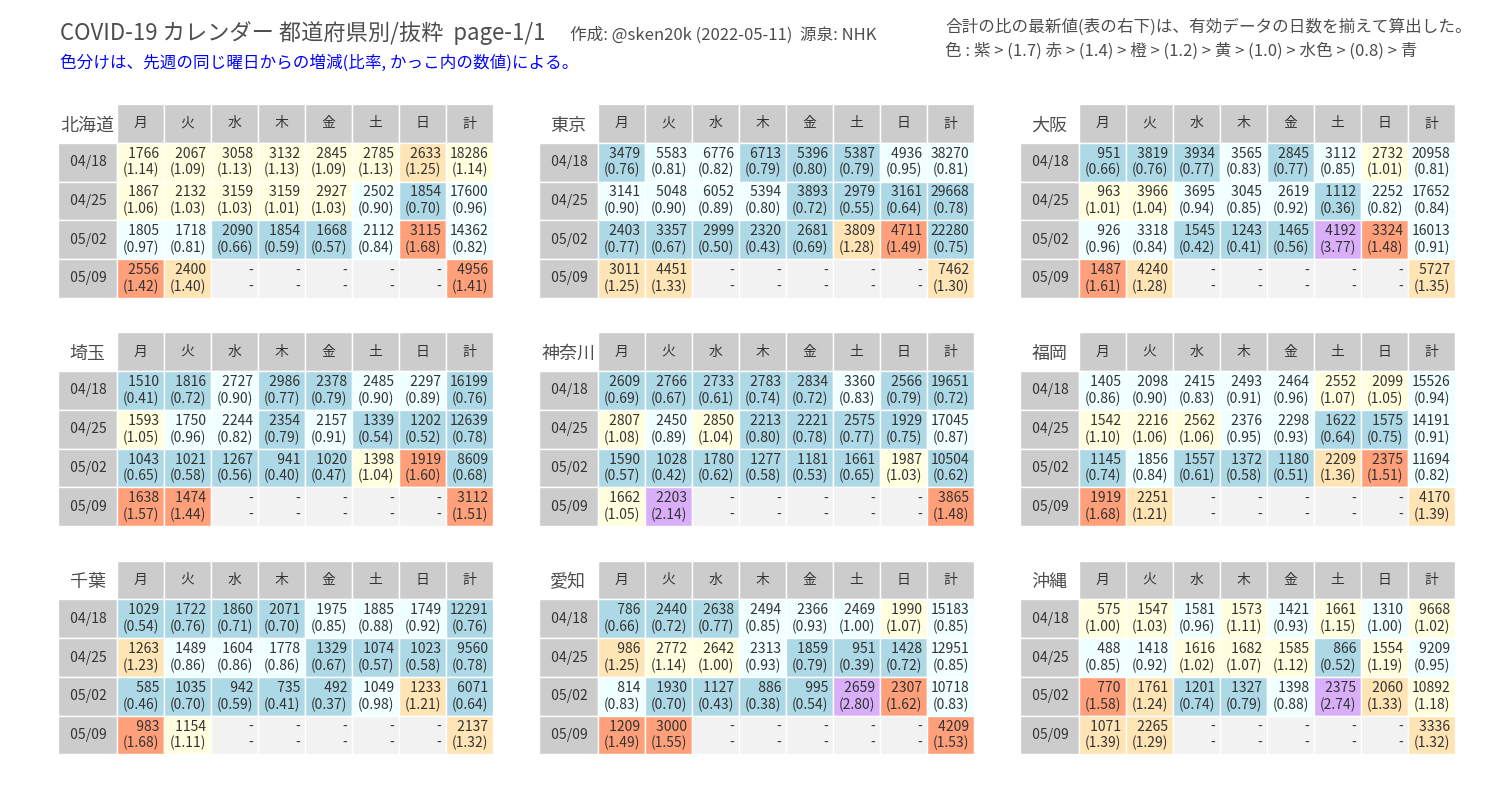 COVID-19 カレンダー 都道府県別/抜粋 page-1/1 作成: @sken20k (2022-05-11) 源泉: NHK
合計の比の最新値(表の右下)は、有効データの日数を揃えて算出した。
色分けは、先週の同じ曜日からの増減(比率, かっこ内の数値)による。
色 : 紫 > (1.7) 赤 > (1.4) > 橙 > (1.2) > 黄 > (1.0) > 水色 > (0.8) > 青
北海道 月 火 水 木 金 土 日 計
04/18 1766 2067 3058 3132 2845 2785 2633 18286
(1.14) (1.09) (1.13) (1.13) (1.09) (1.13) (1.25) (1.14)
04/25 1867 2132 3159 3159 2927 2502 1854 17600
(1.06) (1.03) (1.03) (1.01) (1.03) (0.90) (0.70) (0.96)
05/02 1805 1718 2090 1854 1668 2112 3115 14362
(0.97) (0.81) (0.66) (0.59) (0.57) (0.84) (1.68) (0.82)
05/09 2556 2400 - - - - - 4956
(1.42) (1.40) - - - - - (1.41)
東京 月 火 水 木 金 土 日 計
04/18 3479 5583 6776 6713 5396 5387 4936 38270
(0.76) (0.81) (0.82) (0.79) (0.80) (0.79) (0.95) (0.81)
04/25 3141 5048 6052 5394 3893 2979 3161 29668
(0.90) (0.90) (0.89) (0.80) (0.72) (0.55) (0.64) (0.78)
05/02 2403 3357 2999 2320 2681 3809 4711 22280
(0.77) (0.67) (0.50) (0.43) (0.69) (1.28) (1.49) (0.75)
05/09 3011 4451 - - - - - 7462
(1.25) (1.33) - - - - - (1.30)
大阪 月 火 水 木 金 土 日 計
04/18 951 3819 3934 3565 2845 3112 2732 20958
(0.66) (0.76) (0.77) (0.83) (0.77) (0.85) (1.01) (0.81)
04/25 963 3966 3695 3045 2619 1112 2252 17652
(1.01) (1.04) (0.94) (0.85) (0.92) (0.36) (0.82) (0.84)
05/02 926 3318 1545 1243 1465 4192 3324 16013
(0.96) (0.84) (0.42) (0.41) (0.56) (3.77) (1.48) (0.91)
05/09 1487 4240 - - - - - 5727
(1.61) (1.28) - - - - - (1.35)
埼玉 月 火 水 木 金 土 日 計
04/18 1510 1816 2727 2986 2378 2485 2297 16199
(0.41) (0.72) (0.90) (0.77) (0.79) (0.90) (0.89) (0.76)
04/25 1593 1750 2244 2354 2157 1339 1202 12639
(1.05) (0.96) (0.82) (0.79) (0.91) (0.54) (0.52) (0.78)
05/02 1043 1021 1267 941 1020 1398 1919 8609
(0.65) (0.58) (0.56) (0.40) (0.47) (1.04) (1.60) (0.68)
05/09 1638 1474 - - - - - 3112
(1.57) (1.44) - - - - - (1.51)
神奈川 月 火 水 木 金 土 日 計
04/18 2609 2766 2733 2783 2834 3360 2566 19651
(0.69) (0.67) (0.61) (0.74) (0.72) (0.83) (0.79) (0.72)
04/25 2807 2450 2850 2213 2221 2575 1929 17045
(1.08) (0.89) (1.04) (0.80) (0.78) (0.77) (0.75) (0.87)
05/02 1590 1028 1780 1277 1181 1661 1987 10504
(0.57) (0.42) (0.62) (0.58) (0.53) (0.65) (1.03) (0.62)
05/09 1662 2203 - - - - - 3865
(1.05) (2.14) - - - - - (1.48)
福岡 月 火 水 木 金 土 日 計
04/18 1405 2098 2415 2493 2464 2552 2099 15526
(0.86) (0.90) (0.83) (0.91) (0.96) (1.07) (1.05) (0.94)
04/25 1542 2216 2562 2376 2298 1622 1575 14191
(1.10) (1.06) (1.06) (0.95) (0.93) (0.64) (0.75) (0.91)
05/02 1145 1856 1557 1372 1180 2209 2375 11694
(0.74) (0.84) (0.61) (0.58) (0.51) (1.36) (1.51) (0.82)
05/09 1919 2251 - - - - - 4170
(1.68) (1.21) - - - - - (1.39)
千葉 月 火 水 木 金 土 日 計
04/18 1029 1722 1860 2071 1975 1885 1749 12291
(0.54) (0.76) (0.71) (0.70) (0.85) (0.88) (0.92) (0.76)
04/25 1263 1489 1604 1778 1329 1074 1023 9560
(1.23) (0.86) (0.86) (0.86) (0.67) (0.57) (0.58) (0.78)
05/02 585 1035 942 735 492 1049 1233 6071
(0.46) (0.70) (0.59) (0.41) (0.37) (0.98) (1.21) (0.64)
05/09 983 1154 - - - - - 2137
(1.68) (1.11) - - - - - (1.32)
愛知 月 火 水 木 金 土 日 計
04/18 786 2440 2638 2494 2366 2469 1990 15183
(0.66) (0.72) (0.77) (0.85) (0.93) (1.00) (1.07) (0.85)
04/25 986 2772 2642 2313 1859 951 1428 12951
(1.25) (1.14) (1.00) (0.93) (0.79) (0.39) (0.72) (0.85)
05/02 814 1930 1127 886 995 2659 2307 10718
(0.83) (0.70) (0.43) (0.38) (0.54) (2.80) (1.62) (0.83)
05/09 1209 3000 - - - - - 4209
(1.49) (1.55) - - - - - (1.53)
沖縄 月 火 水 木 金 土 日 計
04/18 575 1547 1581 1573 1421 1661 1310 9668
(1.00) (1.03) (0.96) (1.11) (0.93) (1.15) (1.00) (1.02)
04/25 488 1418 1616 1682 1585 866 1554 9209
(0.85) (0.92) (1.02) (1.07) (1.12) (0.52) (1.19) (0.95)
05/02 770 1761 1201 1327 1398 2375 2060 10892
(1.58) (1.24) (0.74) (0.79) (0.88) (2.74) (1.33) (1.18)
05/09 1071 2265 - - - - - 3336
(1.39) (1.29) - - - - - (1.32)